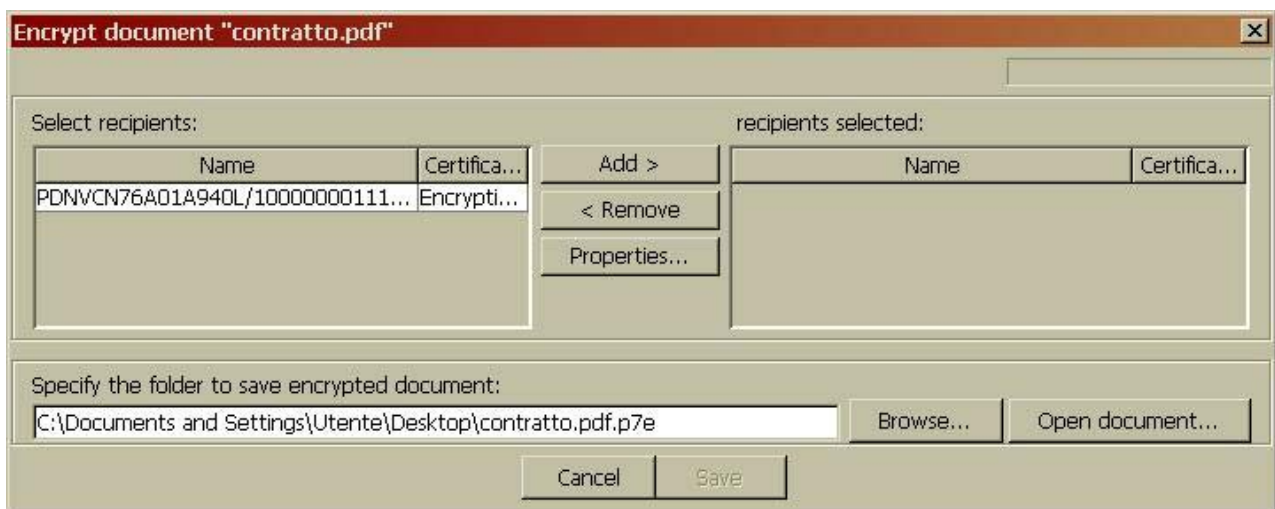 Encrypt document "contratto.pdf"
Select recipients:
recipients selected:
Name Certifica...
Add >
Name Certifica...
PDNVCN76A01A940L/10000000111... Encrypti...
< Remove
Properties...
Specify the folder to save encrypted document:
C:\Documents and Settings\Utente\Desktop\contratto.pdf.p7e
Browse...
Open document...
Cancel
Save